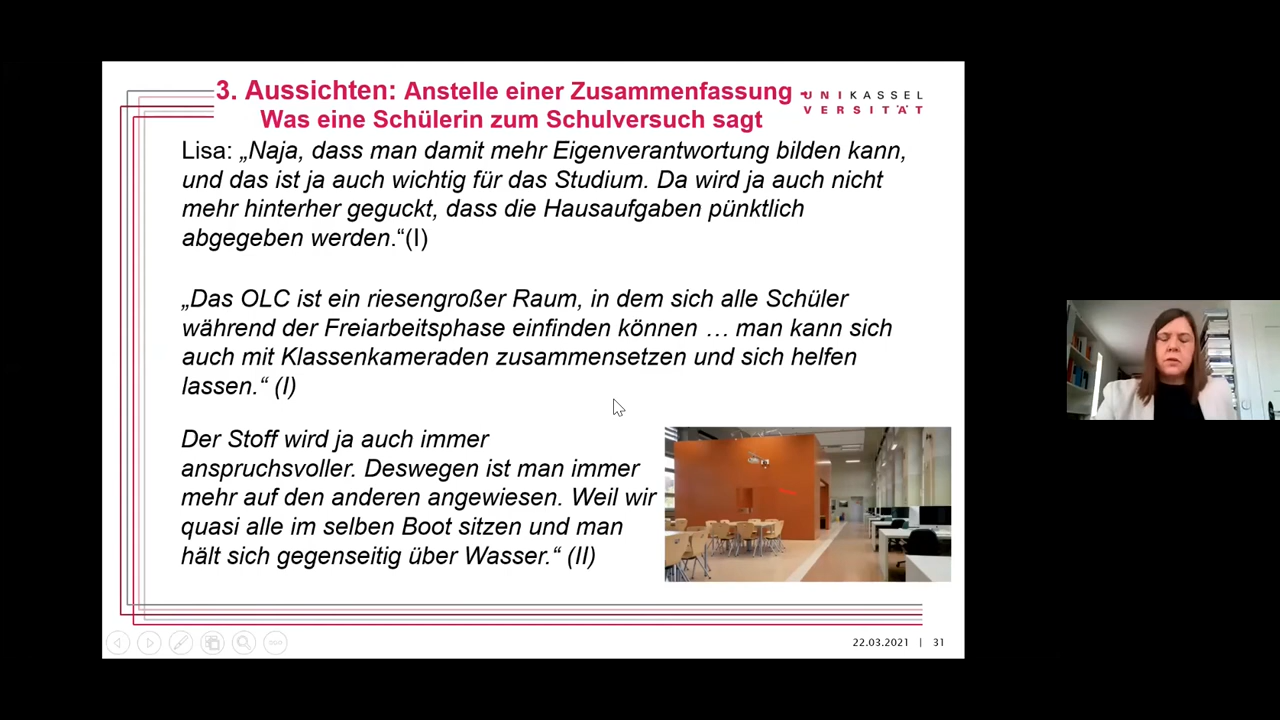 3. Aussichten: Anstelle einer Zusammenfassung -
Was eine Schülerin zum Schulversuch sagt
UNIKASSEL
VERSITÄT
Lisa: „Naja, dass man damit mehr Eigenverantwortung bilden kann,
und das ist ja auch wichtig für das Studium. Da wird ja auch nicht
mehr hinterher geguckt, dass die Hausaufgaben pünktlich
abgegeben werden.“(I)
„Das OLC ist ein riesengroßer Raum, in dem sich alle Schüler
während der Freiarbeitsphase einfinden können … man kann sich
auch mit Klassenkameraden zusammensetzen und sich helfen
lassen.“ (I)
Der Stoff wird ja auch immer
anspruchsvoller. Deswegen ist man immer
mehr auf den anderen angewiesen. Weil wir
quasi alle im selben Boot sitzen und man
hält sich gegenseitig über Wasser.“ (II)
22.03.2021 | 31